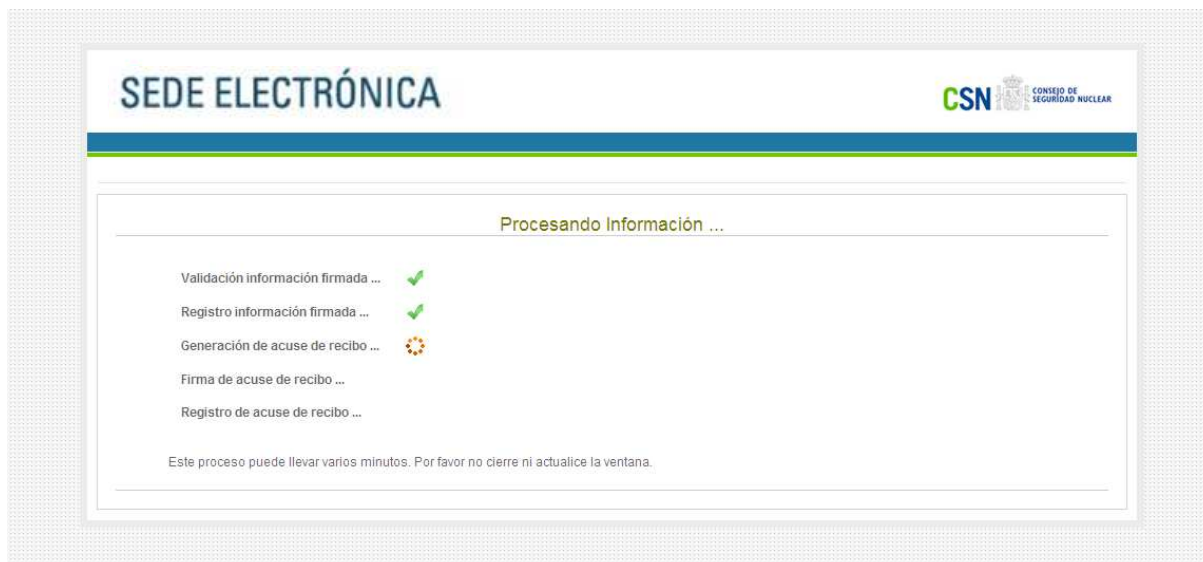 SEDE ELECTRÓNICA
CSN
CONSEJO DE
SEGURIDAD NUCLEAR
Procesando Información ...
Validación información firmada ...
Registro información firmada ...
Generación de acuse de recibo ...
Firma de acuse de recibo ...
Registro de acuse de recibo ...
Este proceso puede llevar varios minutos. Por favor no cierre ni actualice la ventana.